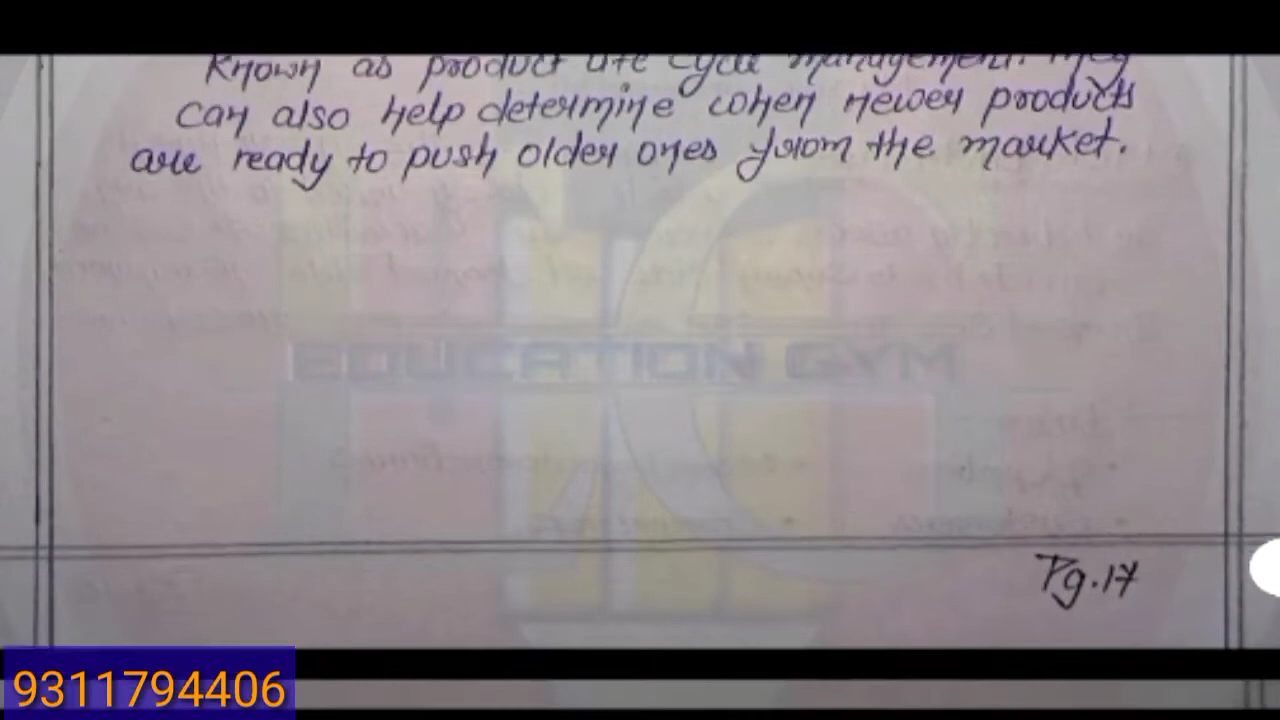 Known as product life cycle management. They
can also help determine when newer products
are ready to push older ones from the market.
EDUCATION GYM
Pg.17
9311794406